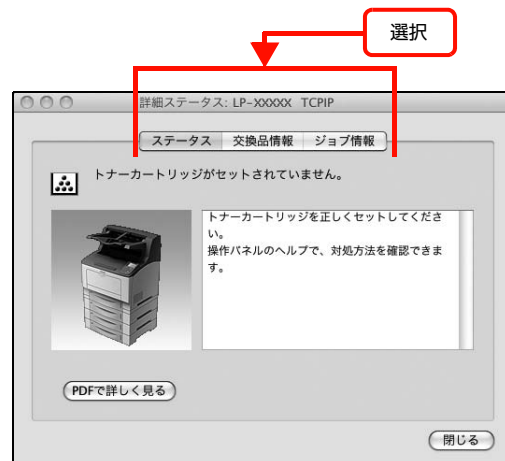 選択
詳細ステータス: LP-XXXXX TCPIP
ステータス 交換品情報 ジョブ情報
トナーカートリッジがセットされていません。
トナーカートリッジを正しくセットしてくださ
い。
操作パネルのヘルプで、対処方法を確認できま
す。
PDFで詳しく見る
閉じる